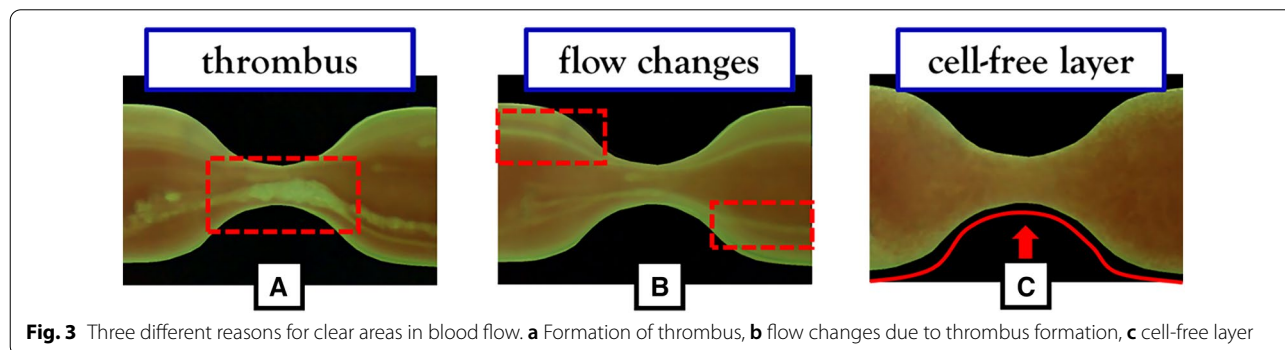 thrombus
flow changes
cell-free layer
A
B
C
Fig. 3 Three different reasons for clear areas in blood flow. a Formation of thrombus, b flow changes due to thrombus formation, c cell-free layer